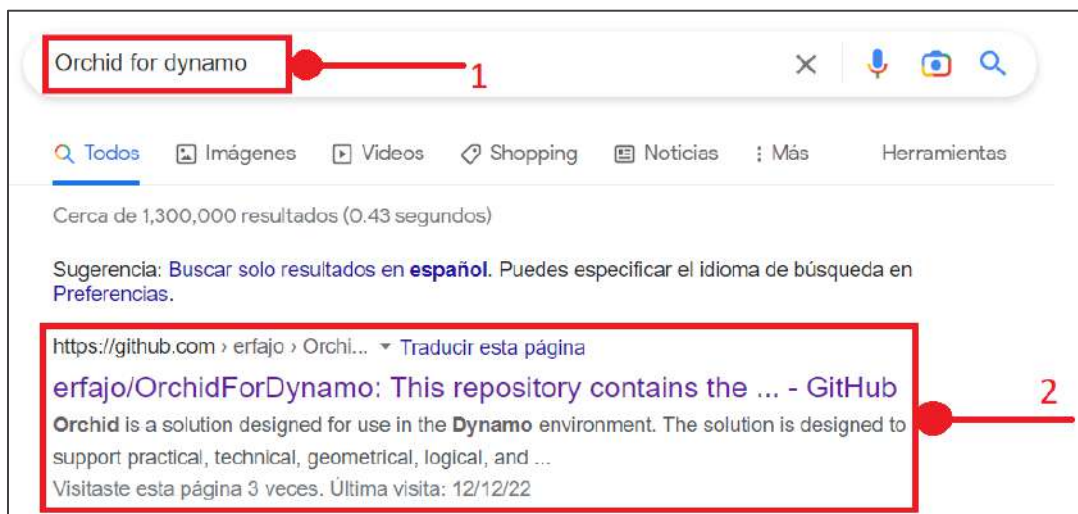 Orchid for dynamo
1
Todos Imágenes Videos Shopping Noticias Más Herramientas
Cerca de 1,300,000 resultados (0.43 segundos)
Sugerencia: Buscar solo resultados en español. Puedes especificar el idioma de búsqueda en
Preferencias.
https://github.com › erfajo › Orchi... Traducir esta página
erfajo/OrchidForDynamo: This repository contains the ... - GitHub
2
Orchid is a solution designed for use in the Dynamo environment. The solution is designed to
support practical, technical, geometrical, logical, and ...
Visitaste esta página 3 veces. Última visita: 12/12/22